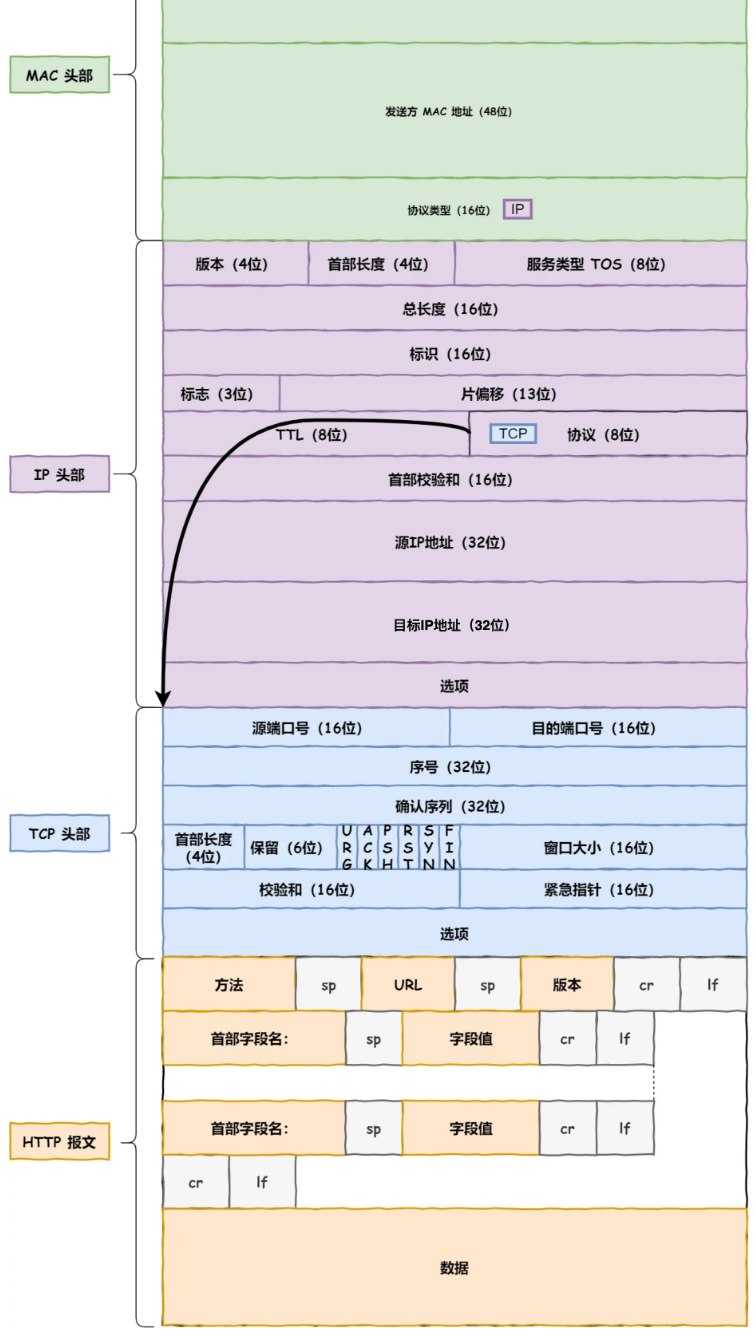 MAC 头部
发送方 MAC 地址（48位）
协议类型（16位） IP
版本（4位） 首部长度（4位） 服务类型 TOS（8位）
总长度（16位）
标识（16位）
标志（3位） 片偏移（13位）
TTL（8位） TCP 协议（8位）
IP 头部
首部校验和（16位）
源IP地址（32位）
目标IP地址（32位）
选项
源端口号（16位） 目的端口号（16位）
序号（32位）
确认序列（32位）
TCP 头部
首部长度
（4位）
保留（6位） URG ACK PSH RST SYN FIN 窗口大小（16位）
校验和（16位） 紧急指针（16位）
选项
方法 sp URL sp 版本 cr lf
首部字段名： sp 字段值 cr lf
HTTP 报文
首部字段名： sp 字段值 cr lf
cr lf
数据